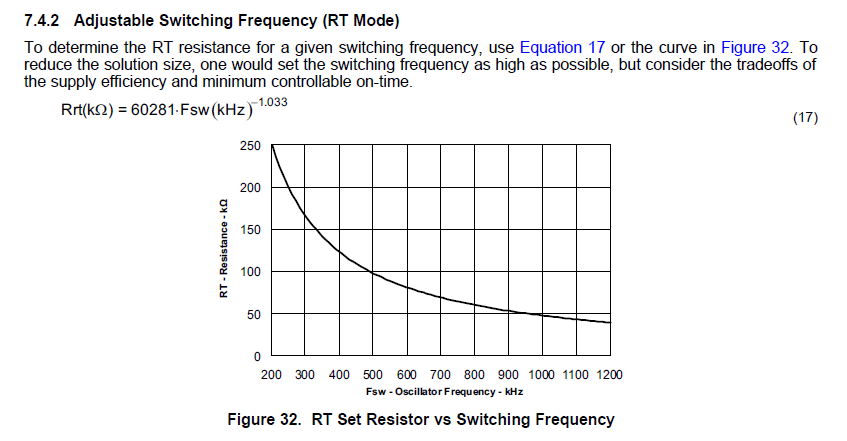 7.4.2 Adjustable Switching Frequency (RT Mode)
To determine the RT resistance for a given switching frequency, use Equation 17 or the curve in Figure 32. To
reduce the solution size, one would set the switching frequency as high as possible, but consider the tradeoffs of
the supply efficiency and minimum controllable on-time.
Rrt(kΩ) = 60281·Fsw(kHz)^-1.033
(17)
250
200
150
100
50
0
RT - Resistance - kΩ
200 300 400 500 600 700 800 900 1000 1100 1200
Fsw - Oscillator Frequency - kHz
Figure 32. RT Set Resistor vs Switching Frequency